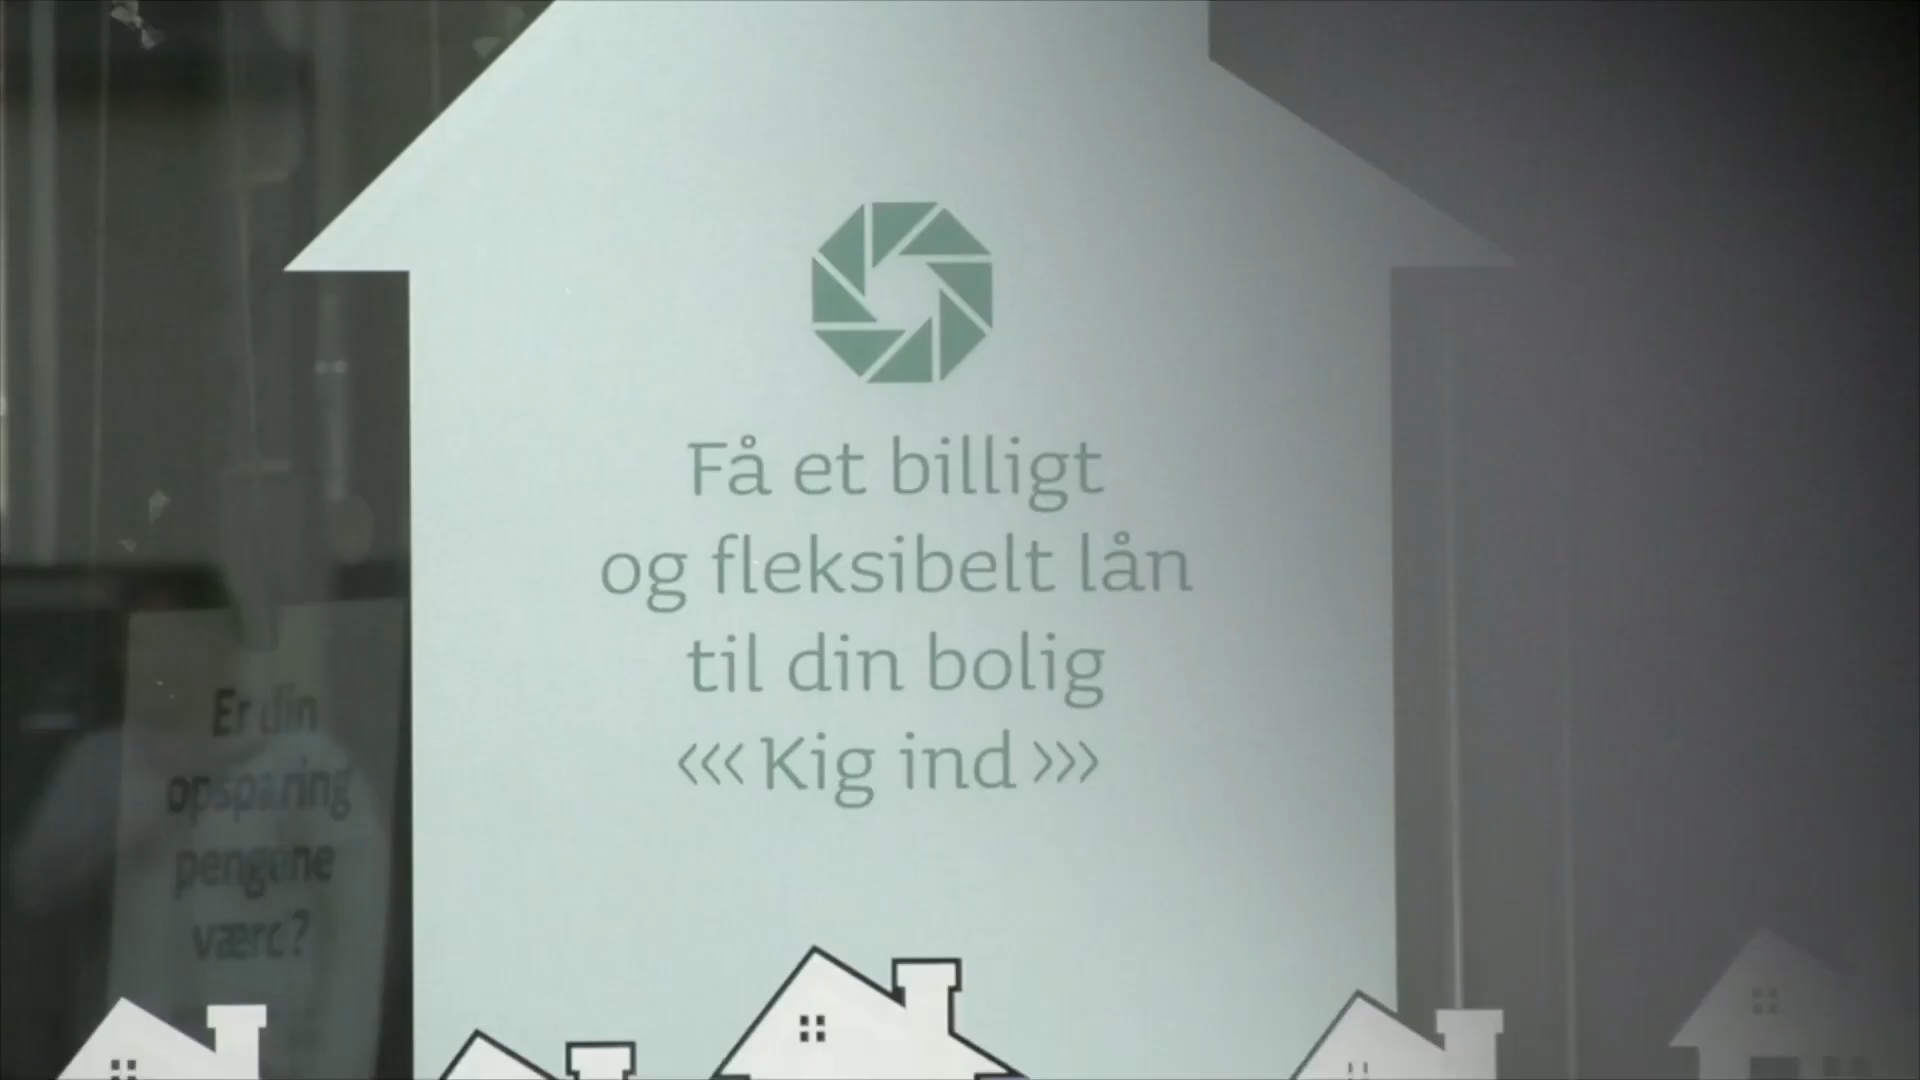 Få et billigt
og fleksibelt lån
til din bolig
‹‹‹ Kig ind ›››
Er din
opsparing
pengene
værd?